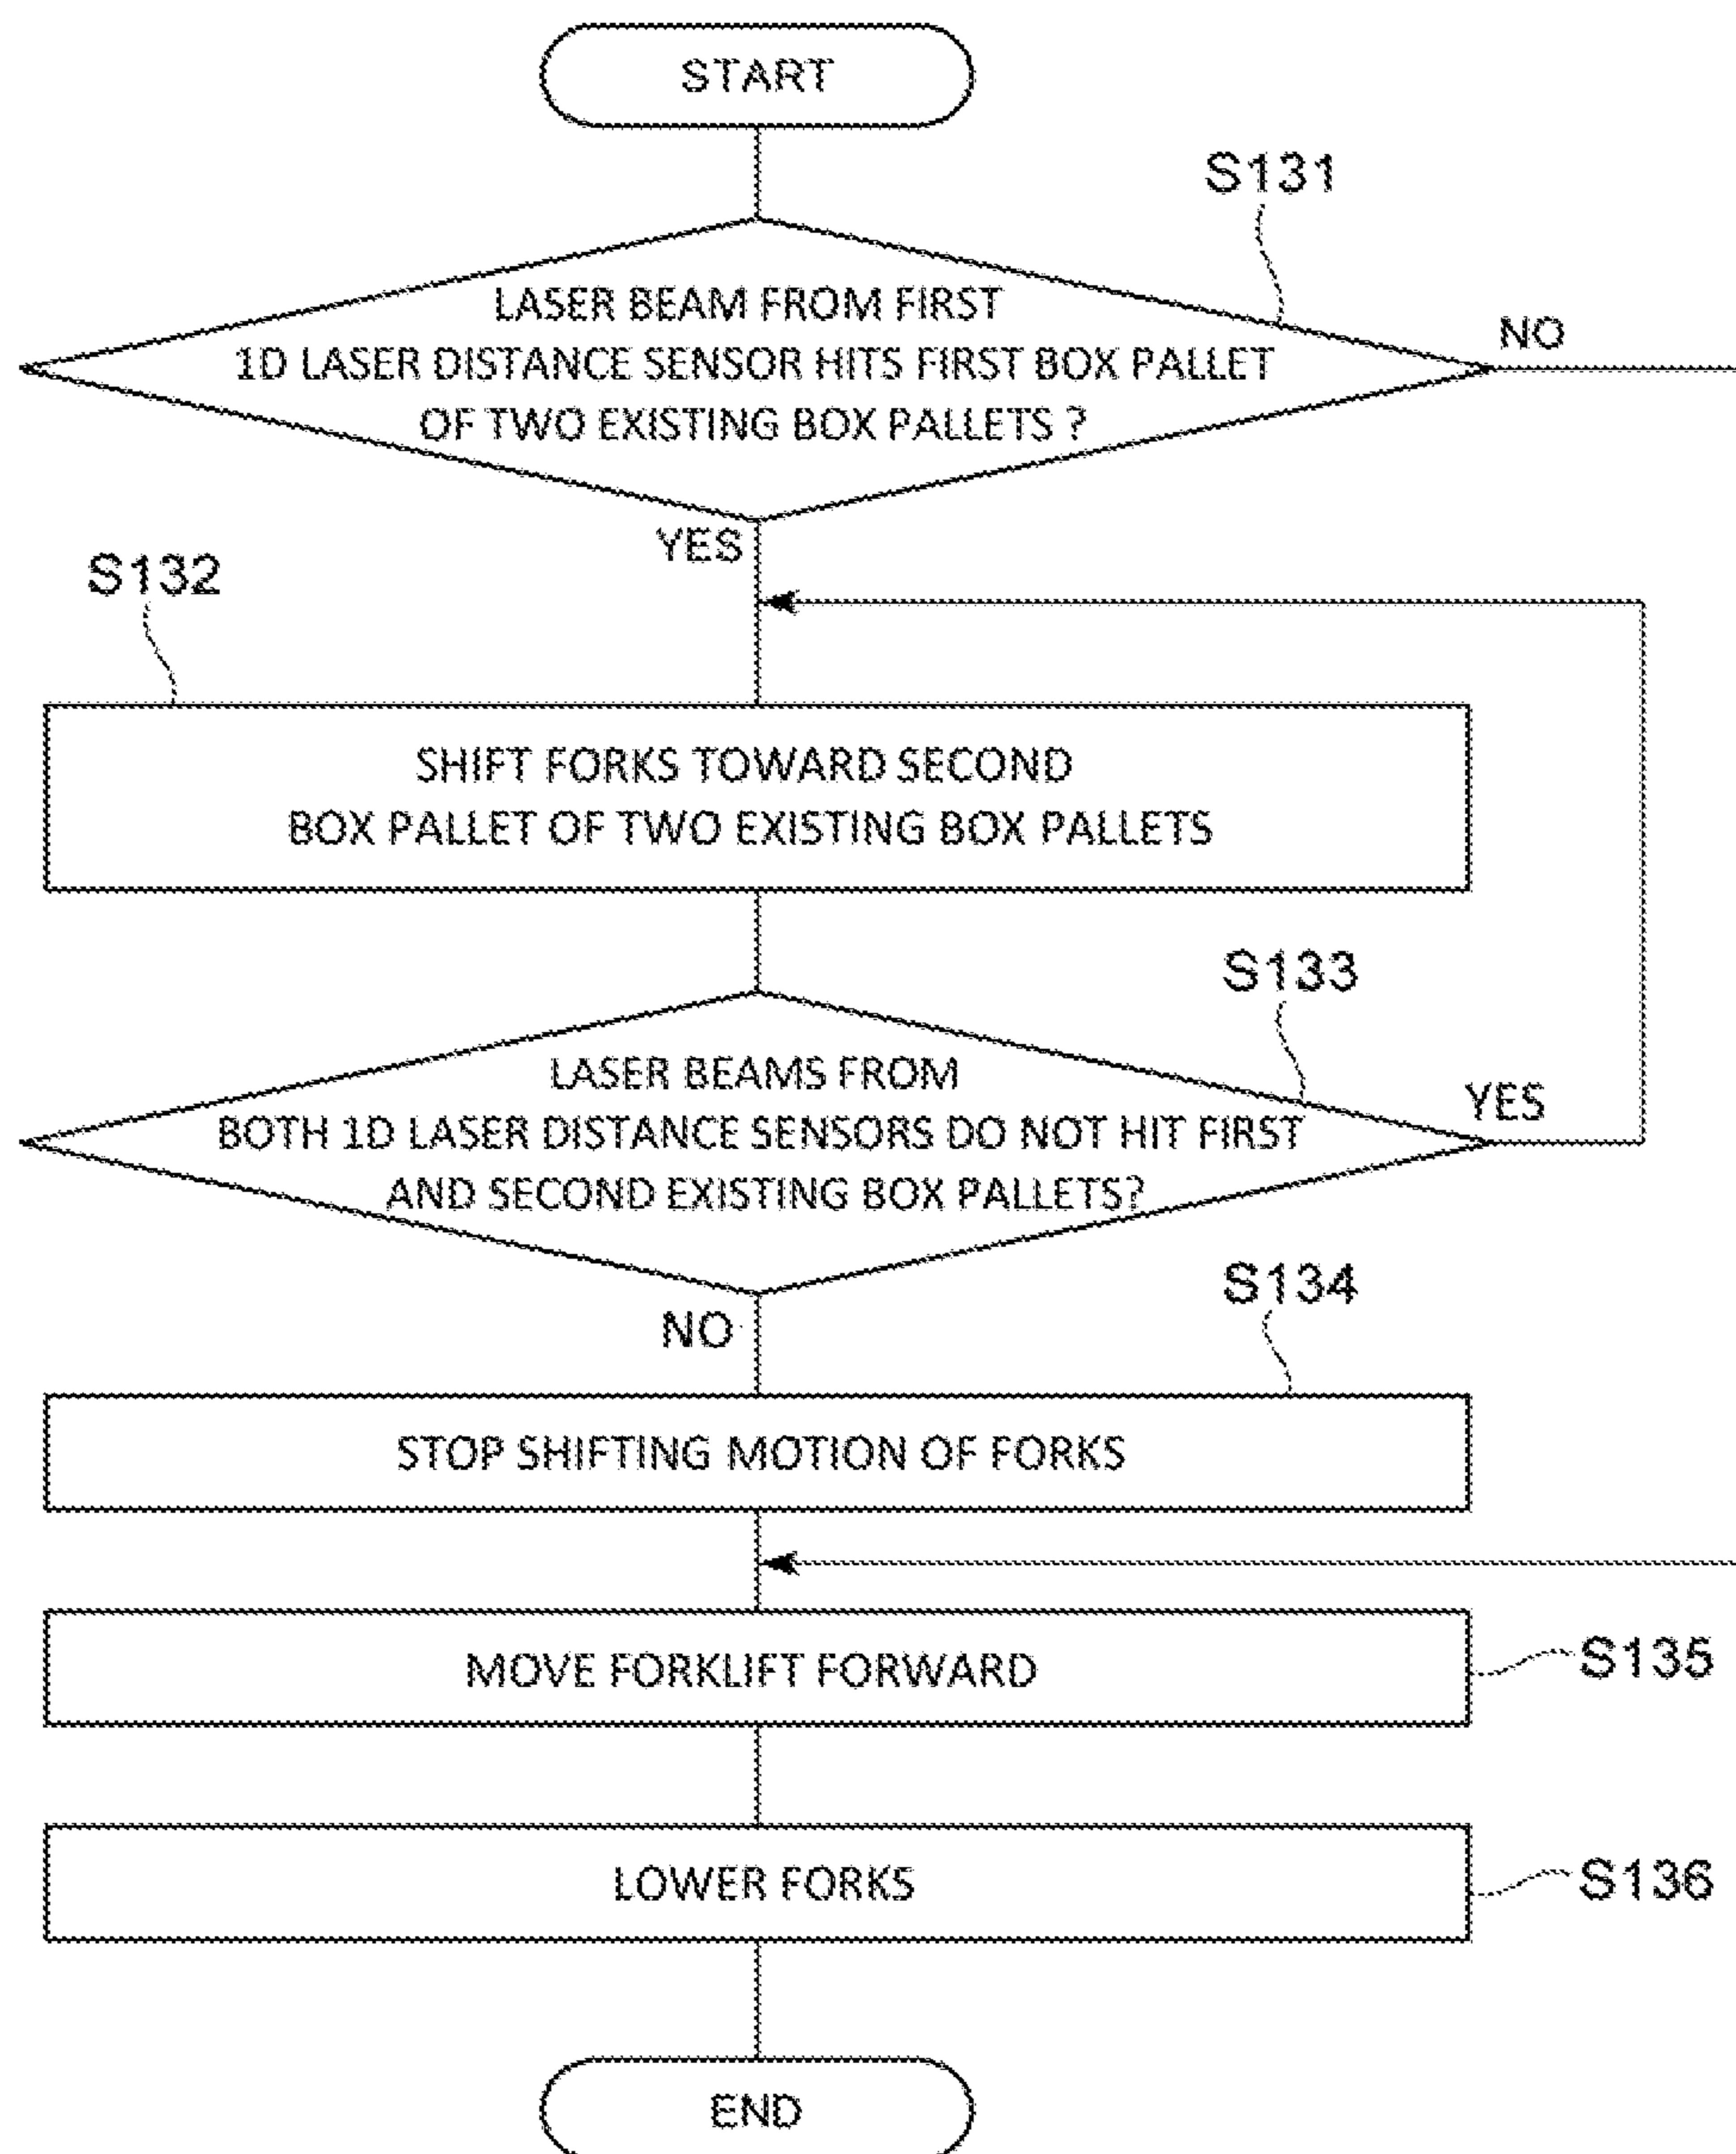 START
S131
LASER BEAM FROM FIRST
1D LASER DISTANCE SENSOR HITS FIRST BOX PALLET
OF TWO EXISTING BOX PALLETS ?
NO
YES
S132
SHIFT FORKS TOWARD SECOND
BOX PALLET OF TWO EXISTING BOX PALLETS
S133
LASER BEAMS FROM
BOTH 1D LASER DISTANCE SENSORS DO NOT HIT FIRST
AND SECOND EXISTING BOX PALLETS?
YES
NO
S134
STOP SHIFTING MOTION OF FORKS
MOVE FORKLIFT FORWARD
S135
LOWER FORKS
S136
END